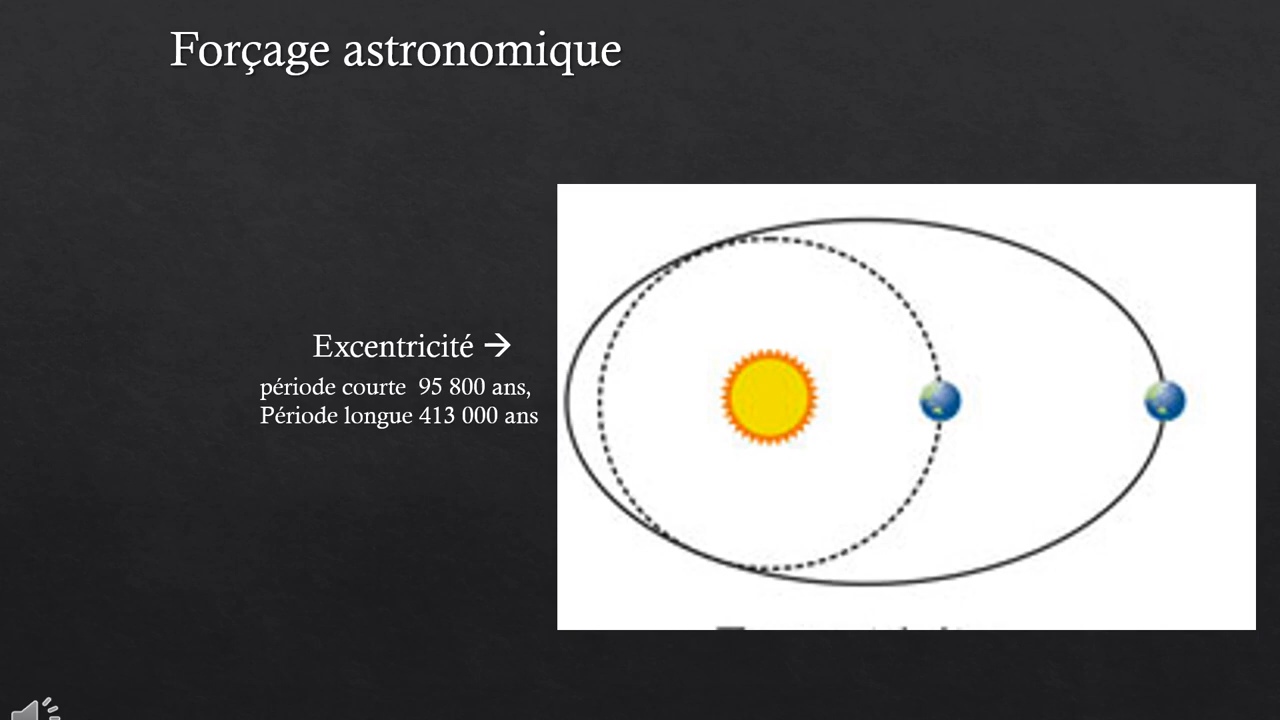 Forçage astronomique
Excentricité →
période courte 95 800 ans,
Période longue 413 000 ans